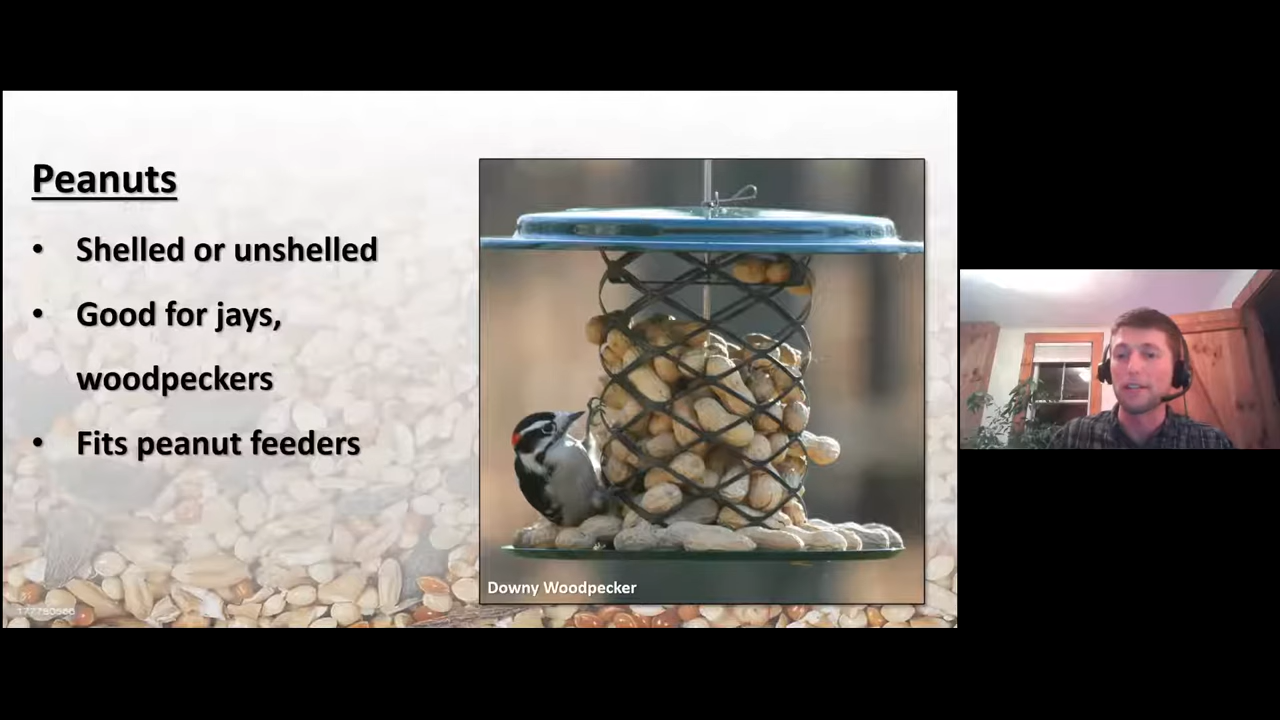 Peanuts
• Shelled or unshelled
• Good for jays,
woodpeckers
• Fits peanut feeders
Downy Woodpecker